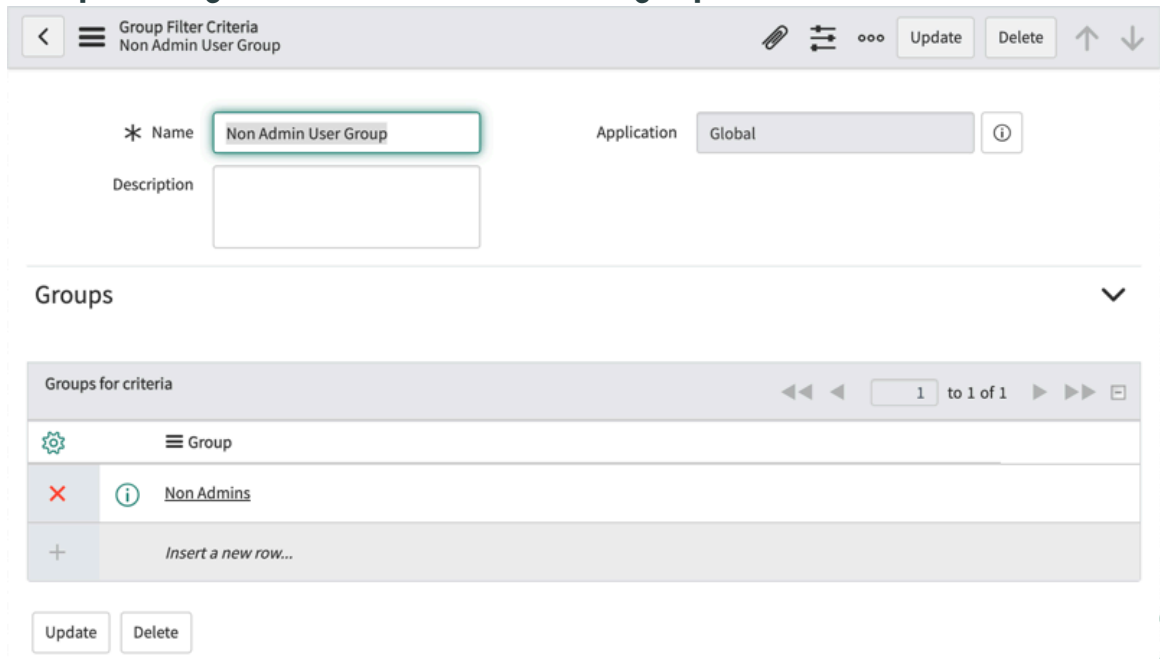 Group Filter Criteria
Non Admin User Group
Update
Delete
Name
Non Admin User Group
Application
Global
Description
Groups
Groups for criteria
1 to 1 of 1
Group
Non Admins
Insert a new row...
Update
Delete